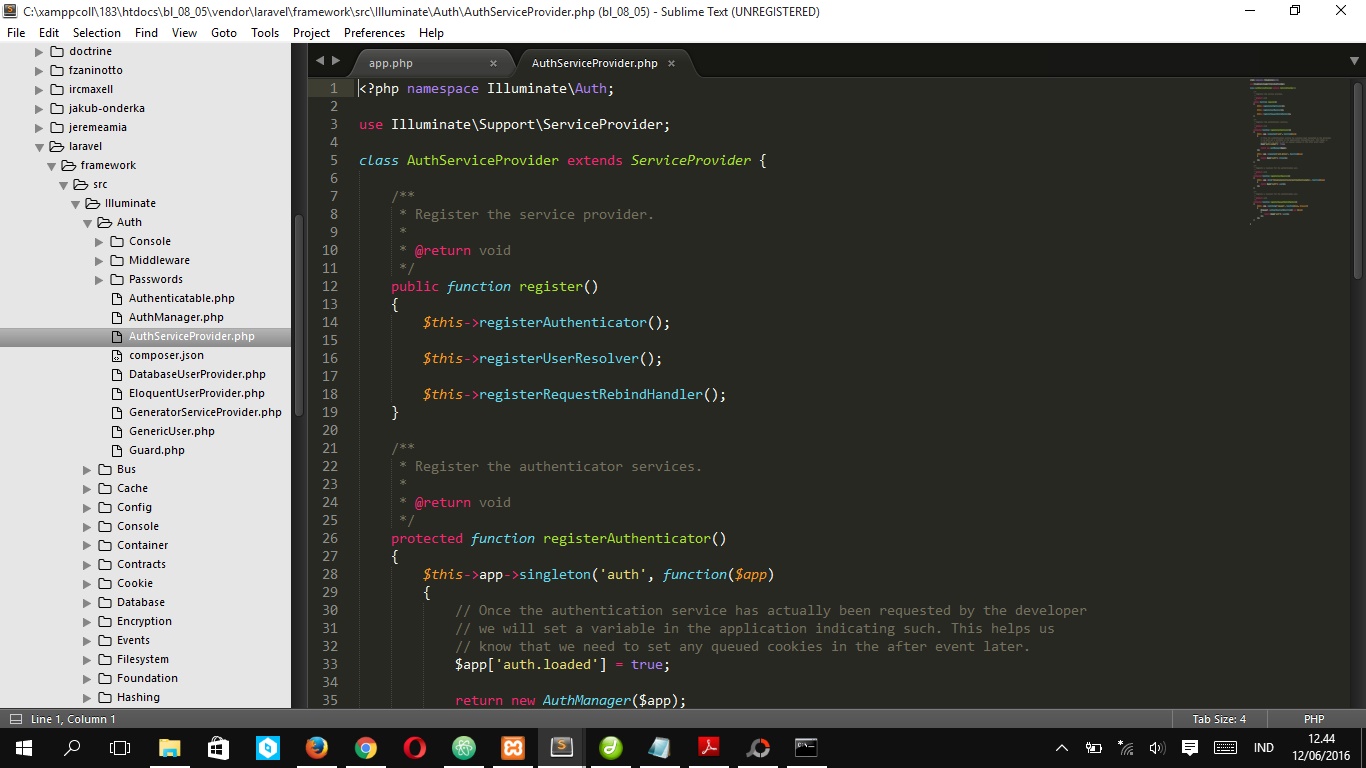 C:\xamppcoll\183\htdocs\bl_08_05\vendor\laravel\framework\src\Illuminate\Auth\AuthServiceProvider.php (bl_08_05) - Sublime Text (UNREGISTERED)
File Edit Selection Find View Goto Tools Project Preferences Help
doctrine
fzaninotto
ircmaxell
jakub-onderka
jeremeamia
laravel
framework
src
Illuminate
Auth
Console
Middleware
Passwords
Authenticatable.php
AuthManager.php
AuthServiceProvider.php
composer.json
DatabaseUserProvider.php
EloquentUserProvider.php
GeneratorServiceProvider.php
GenericUser.php
Guard.php
Bus
Cache
Config
Console
Container
Contracts
Cookie
Database
Encryption
Events
Filesystem
Foundation
Hashing
app.php × AuthServiceProvider.php ×
1 <?php namespace Illuminate\Auth;
2
3 use Illuminate\Support\ServiceProvider;
4
5 class AuthServiceProvider extends ServiceProvider {
6
7 /**
8 * Register the service provider.
9 *
10 * @return void
11 */
12 public function register()
13 {
14 $this->registerAuthenticator();
15
16 $this->registerUserResolver();
17
18 $this->registerRequestRebindHandler();
19 }
20
21 /**
22 * Register the authenticator services.
23 *
24 * @return void
25 */
26 protected function registerAuthenticator()
27 {
28 $this->app->singleton('auth', function($app)
29 {
30 // Once the authentication service has actually been requested by the developer
31 // we will set a variable in the application indicating such. This helps us
32 // know that we need to set any queued cookies in the after event later.
33 $app['auth.loaded'] = true;
34
35 return new AuthManager($app);
Line 1, Column 1 Tab Size: 4 PHP
IND
12.44
12/06/2016